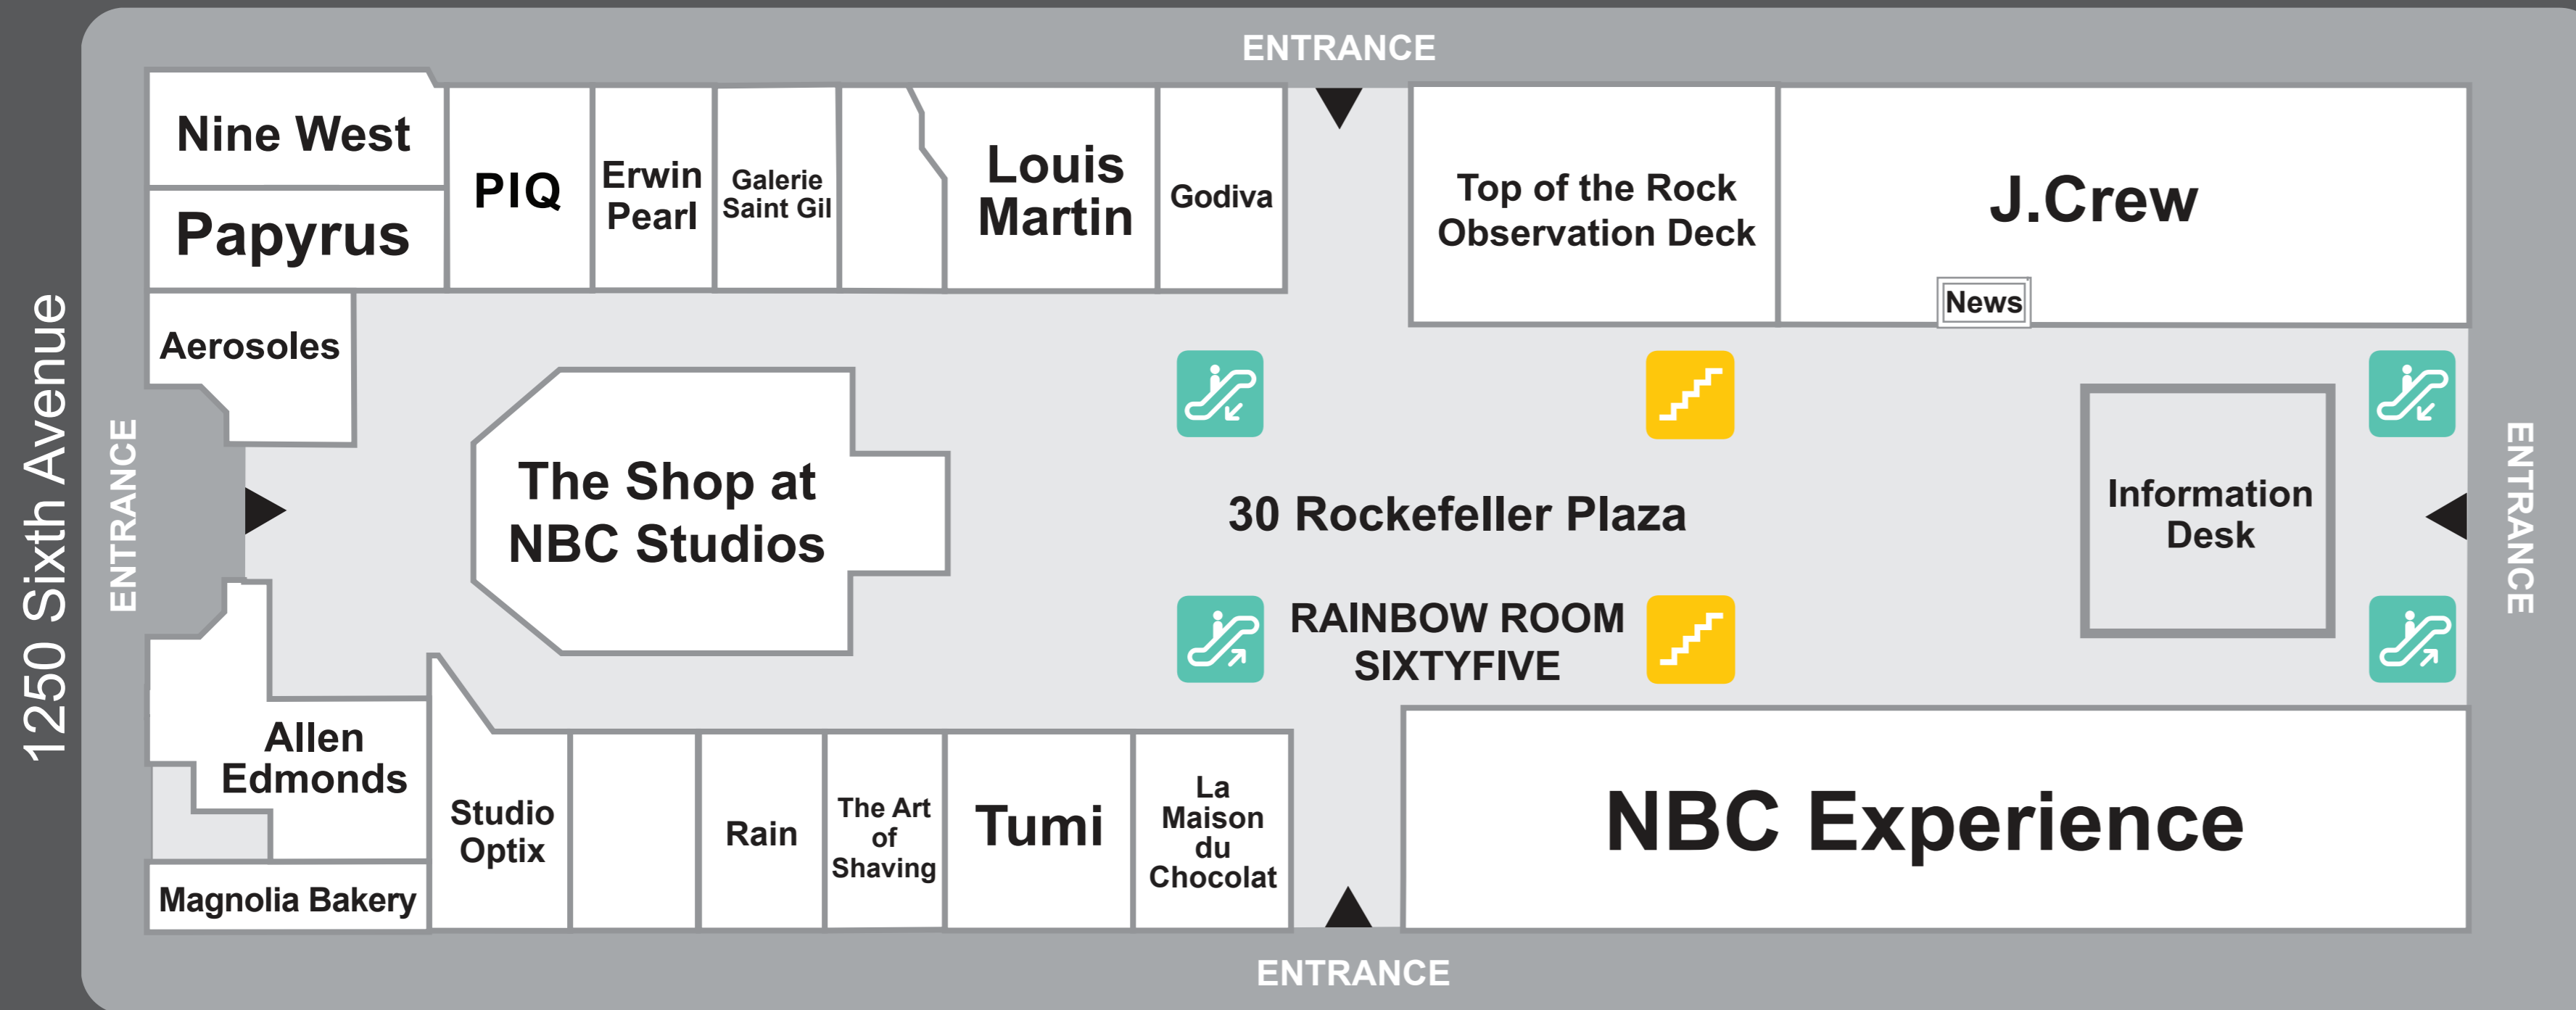 ENTRANCE
Nine West
Papyrus
PIQ
Erwin
Pearl
Galerie
Saint Gil
Louis
Martin
Godiva
Top of the Rock
Observation Deck
J.Crew
News
Aerosoles
1250 Sixth Avenue
ENTRANCE
The Shop at
NBC Studios
30 Rockefeller Plaza
Information
Desk
ENTRANCE
RAINBOW ROOM
SIXTYFIVE
Allen
Edmonds
Magnolia Bakery
Studio
Optix
Rain
The Art
of
Shaving
Tumi
La
Maison
du
Chocolat
NBC Experience
ENTRANCE